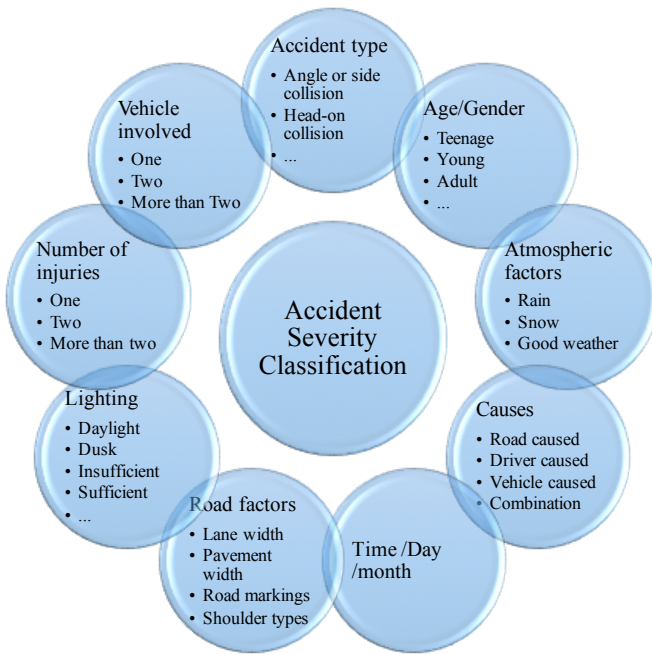 Accident type
• Angle or side
collision
• Head-on
collision
• ...
Age/Gender
• Teenage
• Young
• Adult
• ...
Atmospheric
factors
• Rain
• Snow
• Good weather
Causes
• Road caused
• Driver caused
• Vehicle caused
• Combination
Time /Day
/month
Road factors
• Lane width
• Pavement
width
• Road markings
• Shoulder types
Lighting
• Daylight
• Dusk
• Insufficient
• Sufficient
• ...
Number of
injuries
• One
• Two
• More than two
Vehicle
involved
• One
• Two
• More than Two
Accident
Severity
Classification